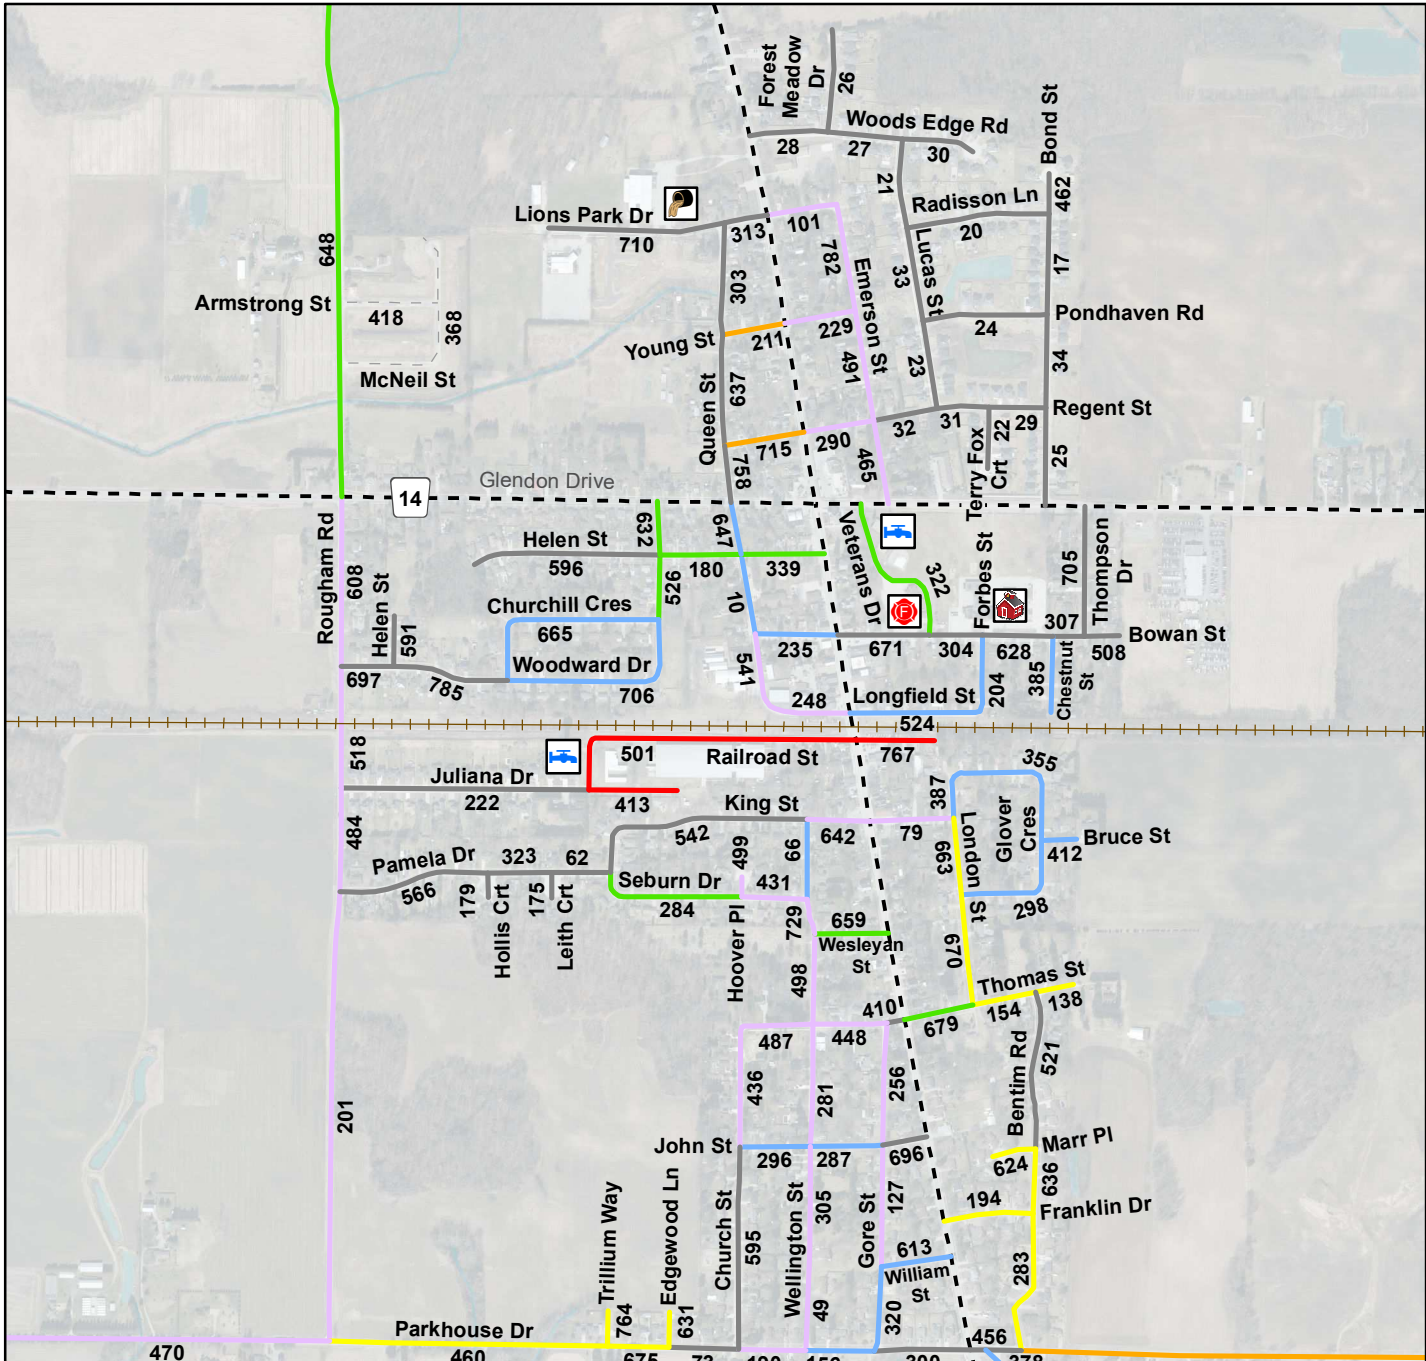 Forest
Meadow
Dr
26
Woods Edge Rd
28
27
30
Bond St
462
21
Radisson Ln
20
Lions Park Dr
710
313
101
782
Emerson St
33
Lucas St
17
648
303
Armstrong St
418
368
McNeil St
Young St
211
229
491
24
Pondhaven Rd
34
23
Queen St
637
715
290
32
31
22
29
Regent St
758
465
Terry Fox
Crt
25
Glendon Drive
14
Rougham Rd
608
Helen St
596
632
647
180
339
526
10
Veterans Dr
322
F
Forbes St
705
Thompson
Dr
307
Bowan St
508
Helen St
591
Churchill Cres
665
Woodward Dr
706
697
785
541
235
671
304
628
248
Longfield St
524
204
385
Chestnut
St
518
501
Railroad St
767
Juliana Dr
222
413
484
King St
542
642
79
387
355
Glover
Cres
Bruce St
412
298
London St
663
Pamela Dr
566
323
62
179
Hollis Crt
175
Leith Crt
Seburn Dr
284
499
431
66
Hoover Pl
729
659
Wesleyan
St
498
670
Thomas St
410
679
154
138
487
448
436
281
256
Bentim Rd
521
201
John St
296
287
696
Marr Pl
624
636
194
Franklin Dr
Church St
595
Wellington St
305
Gore St
127
613
William
St
283
49
320
Trillium Way
764
Edgewood Ln
631
Parkhouse Dr
456
470
460
675
73
190
152
390
378